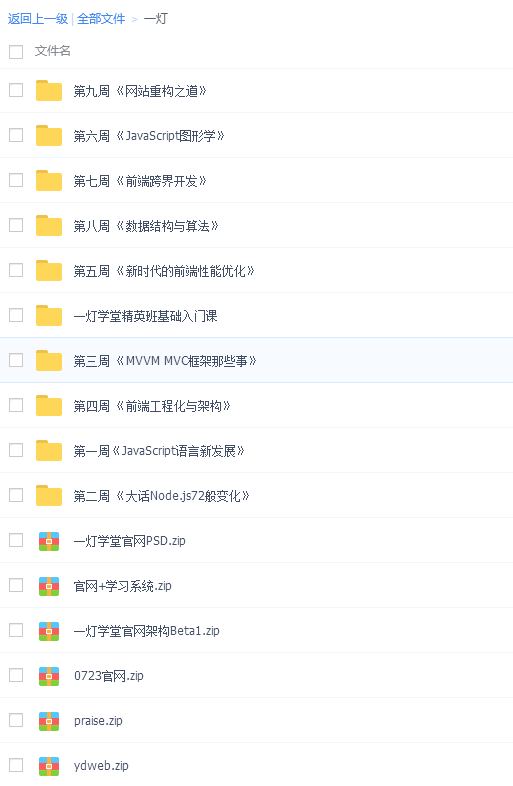 返回上一级 | 全部文件 > 一灯
文件名
第九周 《网站重构之道》
第六周 《JavaScript图形学》
第七周 《前端跨界开发》
第八周 《数据结构与算法》
第五周 《新时代的前端性能优化》
一灯学堂精英班基础入门课
第三周 《MVVM MVC框架那些事》
第四周 《前端工程化与架构》
第一周《JavaScript语言新发展》
第二周 《大话Node.js72般变化》
一灯学堂官网PSD.zip
官网+学习系统.zip
一灯学堂官网架构Beta1.zip
0723官网.zip
praise.zip
ydweb.zip